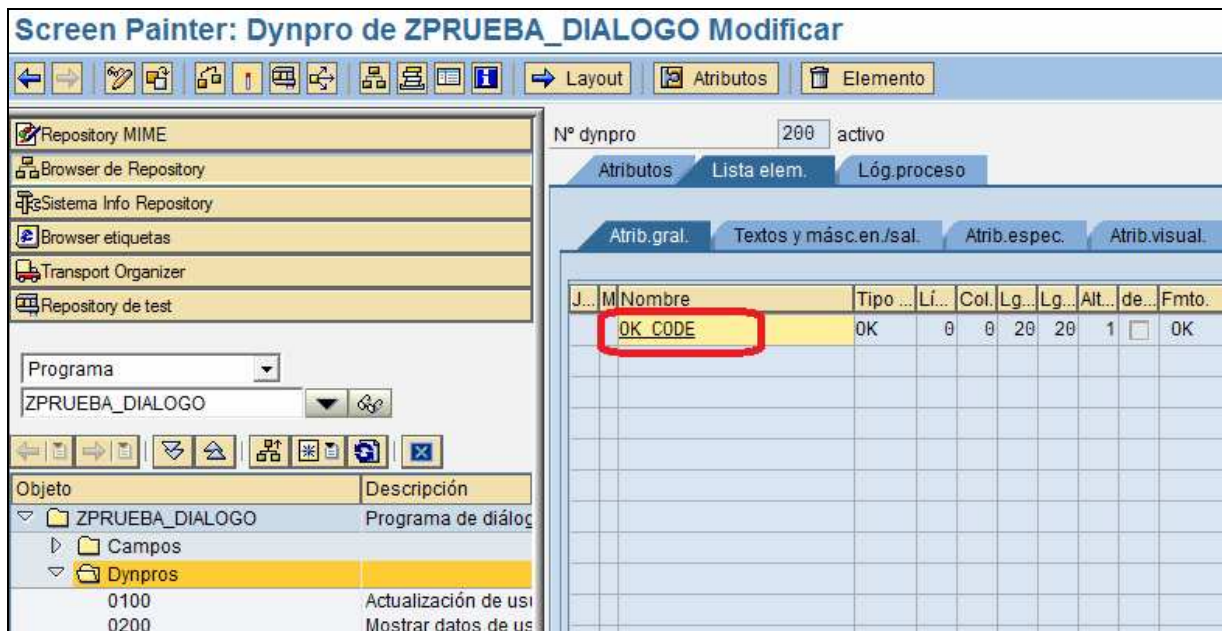 Screen Painter: Dynpro de ZPRUEBA_DIALOGO Modificar
Layout Atributos Elemento
Repository MIME
Browser de Repository
Sistema Info Repository
Browser etiquetas
Transport Organizer
Repository de test
Programa
ZPRUEBA_DIALOGO
Objeto Descripción
ZPRUEBA_DIALOGO Programa de diálog
Campos
Dynpros
0100 Actualización de usu
0200 Mostrar datos de us
Nº dynpro 200 activo
Atributos Lista elem. Lóg.proceso
Atrib.gral. Textos y másc.en./sal. Atrib.espec. Atrib.visual.
J... M Nombre Tipo ... Lí... Col. Lg... Lg... Alt... de... Fmto.
OK_CODE OK 0 0 20 20 1 OK